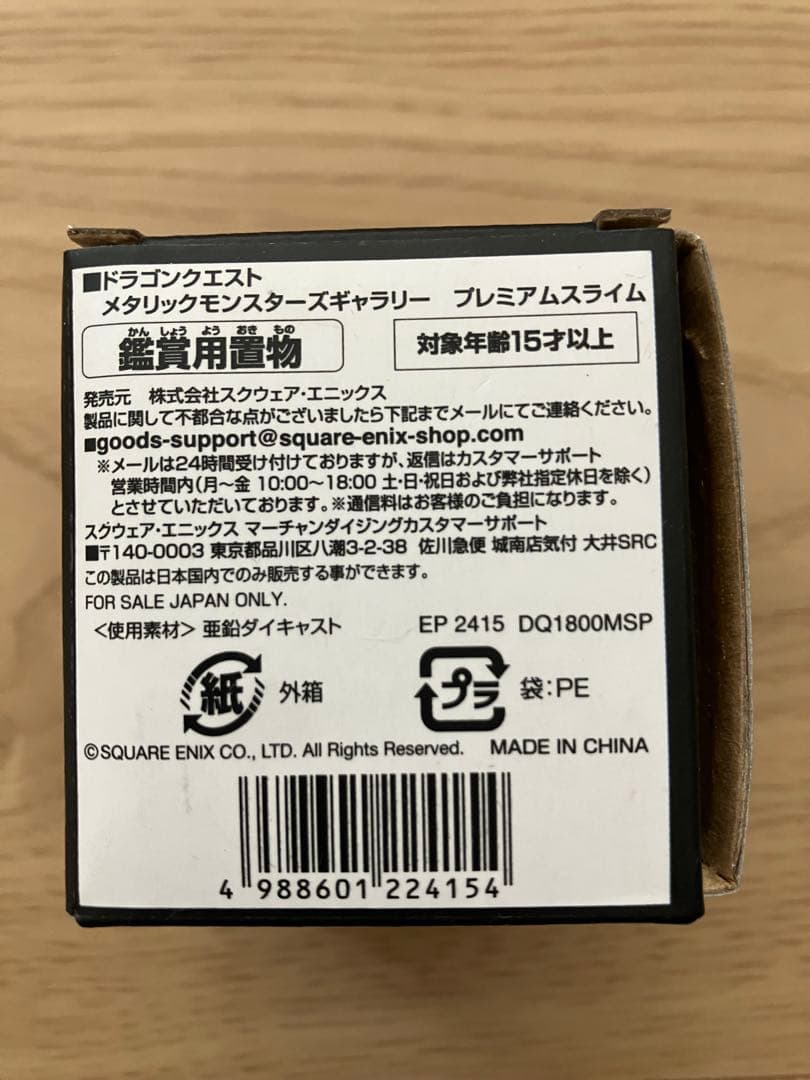 ■ドラゴンクエスト
メタリックモンスターズギャラリー プレミアムスライム
かん しょう よう おき もの
鑑賞用置物
対象年齢15才以上
発売元 株式会社スクウェア・エニックス
製品に関して不都合な点がございましたら下記までメールにてご連絡ください。
■goods-support@square-enix-shop.com
※メールは24時間受け付けておりますが、返信はカスタマーサポート
営業時間内(月~金 10:00~18:00 土・日・祝日および弊社指定休日を除く)
とさせていただいております。※通信料はお客様のご負担になります。
スクウェア・エニックス マーチャンダイジングカスタマーサポート
■〒140-0003 東京都品川区八潮3-2-38 佐川急便 城南店気付 大井SRC
この製品は日本国内でのみ販売する事ができます。
FOR SALE JAPAN ONLY.
<使用素材> 亜鉛ダイキャスト EP 2415 DQ1800MSP
紙 外箱 プラ 袋:PE
©SQUARE ENIX CO., LTD. All Rights Reserved. MADE IN CHINA
4 988601 224154